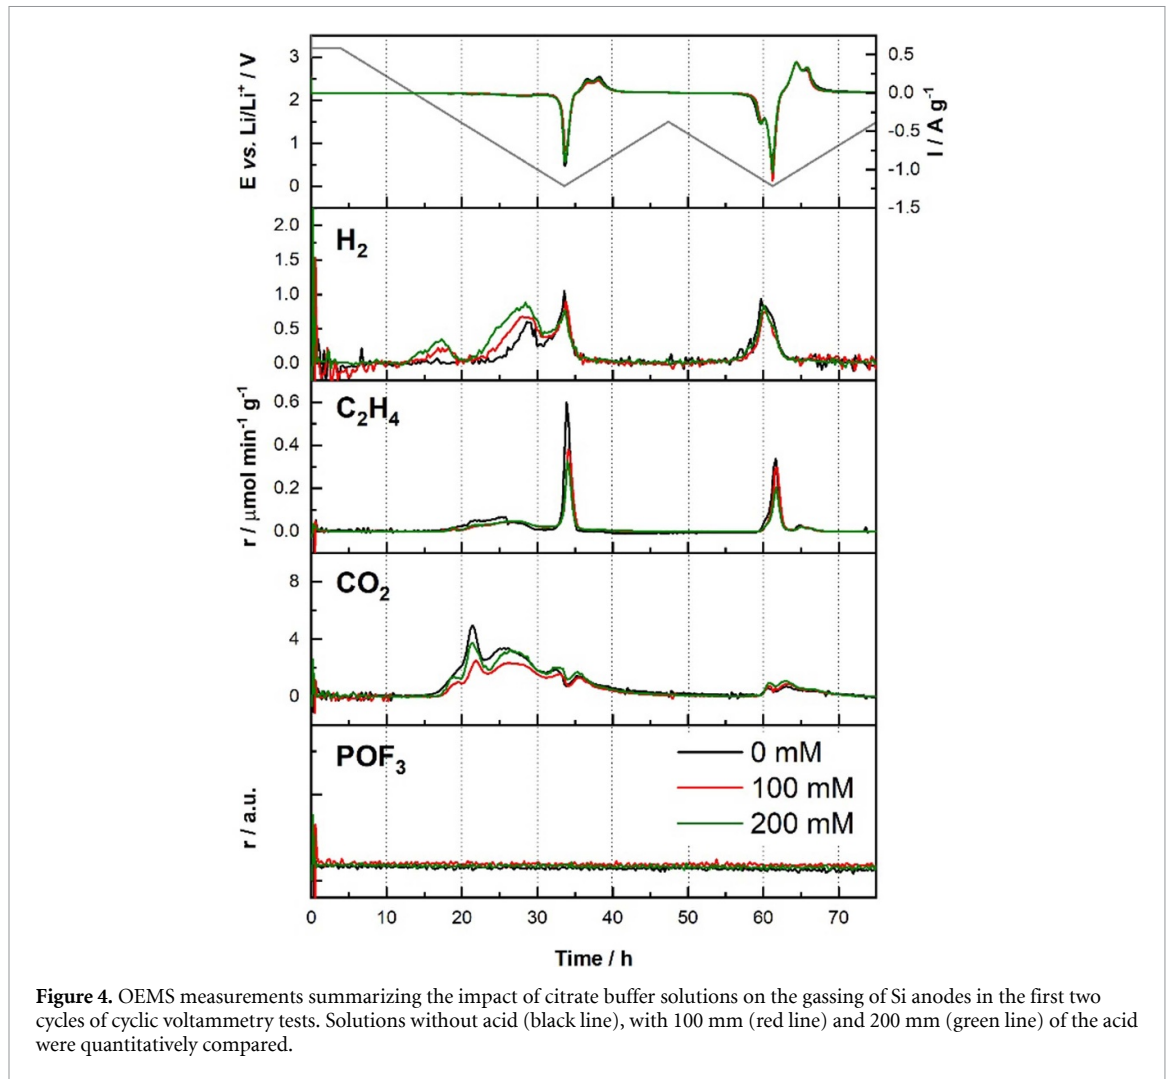 3
2
1
0
E vs. Li/Li⁺ / V
0.5
0.0
-0.5
-1.0
-1.5
I / A g⁻¹
H₂
2.0
1.5
1.0
0.5
0.0
C₂H₄
0.6
0.4
0.2
0.0
r / μmol min⁻¹ g⁻¹
CO₂
8
4
0
POF₃
r / a.u.
0 mM
100 mM
200 mM
0 10 20 30 40 50 60 70
Time / h
Figure 4. OEMS measurements summarizing the impact of citrate buffer solutions on the gassing of Si anodes in the first two
cycles of cyclic voltammetry tests. Solutions without acid (black line), with 100 mm (red line) and 200 mm (green line) of the acid
were quantitatively compared.